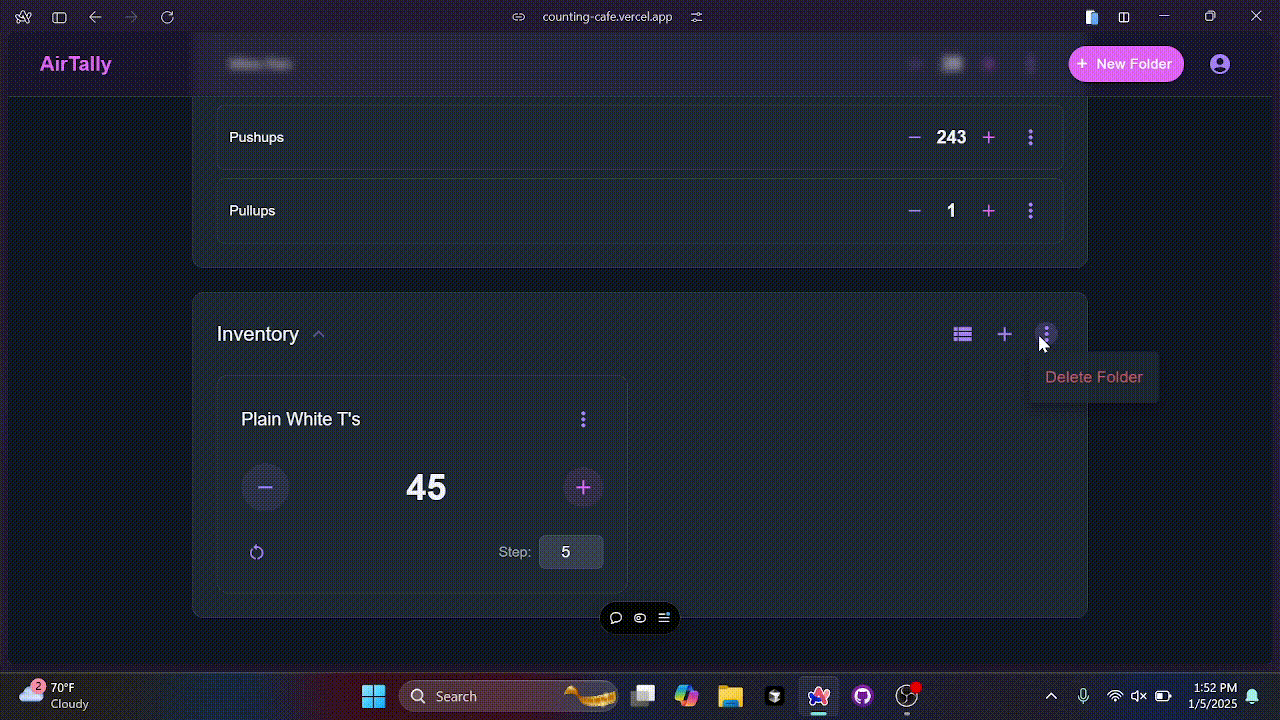 counting-cafe.vercel.app
AirTally
+ New Folder
Pushups
− 243 +
Pullups
− 1 +
Inventory
Delete Folder
Plain White T's
− 45 +
Step: 5
2
70°F
Cloudy
Search
1:52 PM
1/5/2025